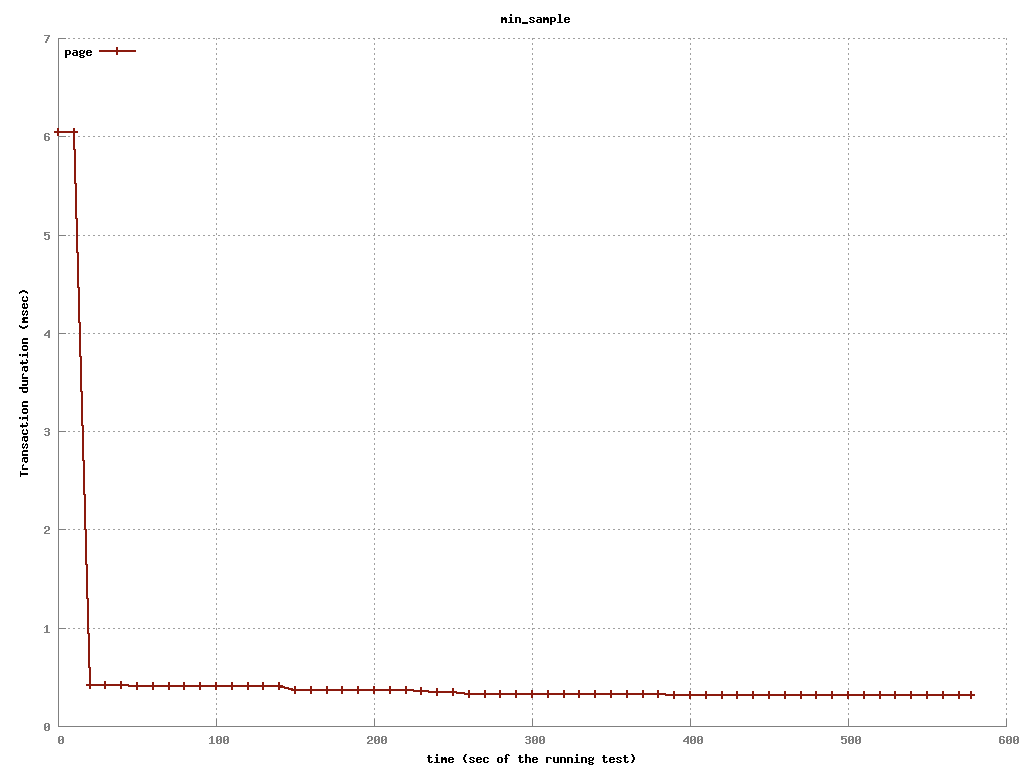 min_sample
7
page
6
5
4
3
2
1
0
Transaction duration (msec)
0 100 200 300 400 500 600
time (sec of the running test)